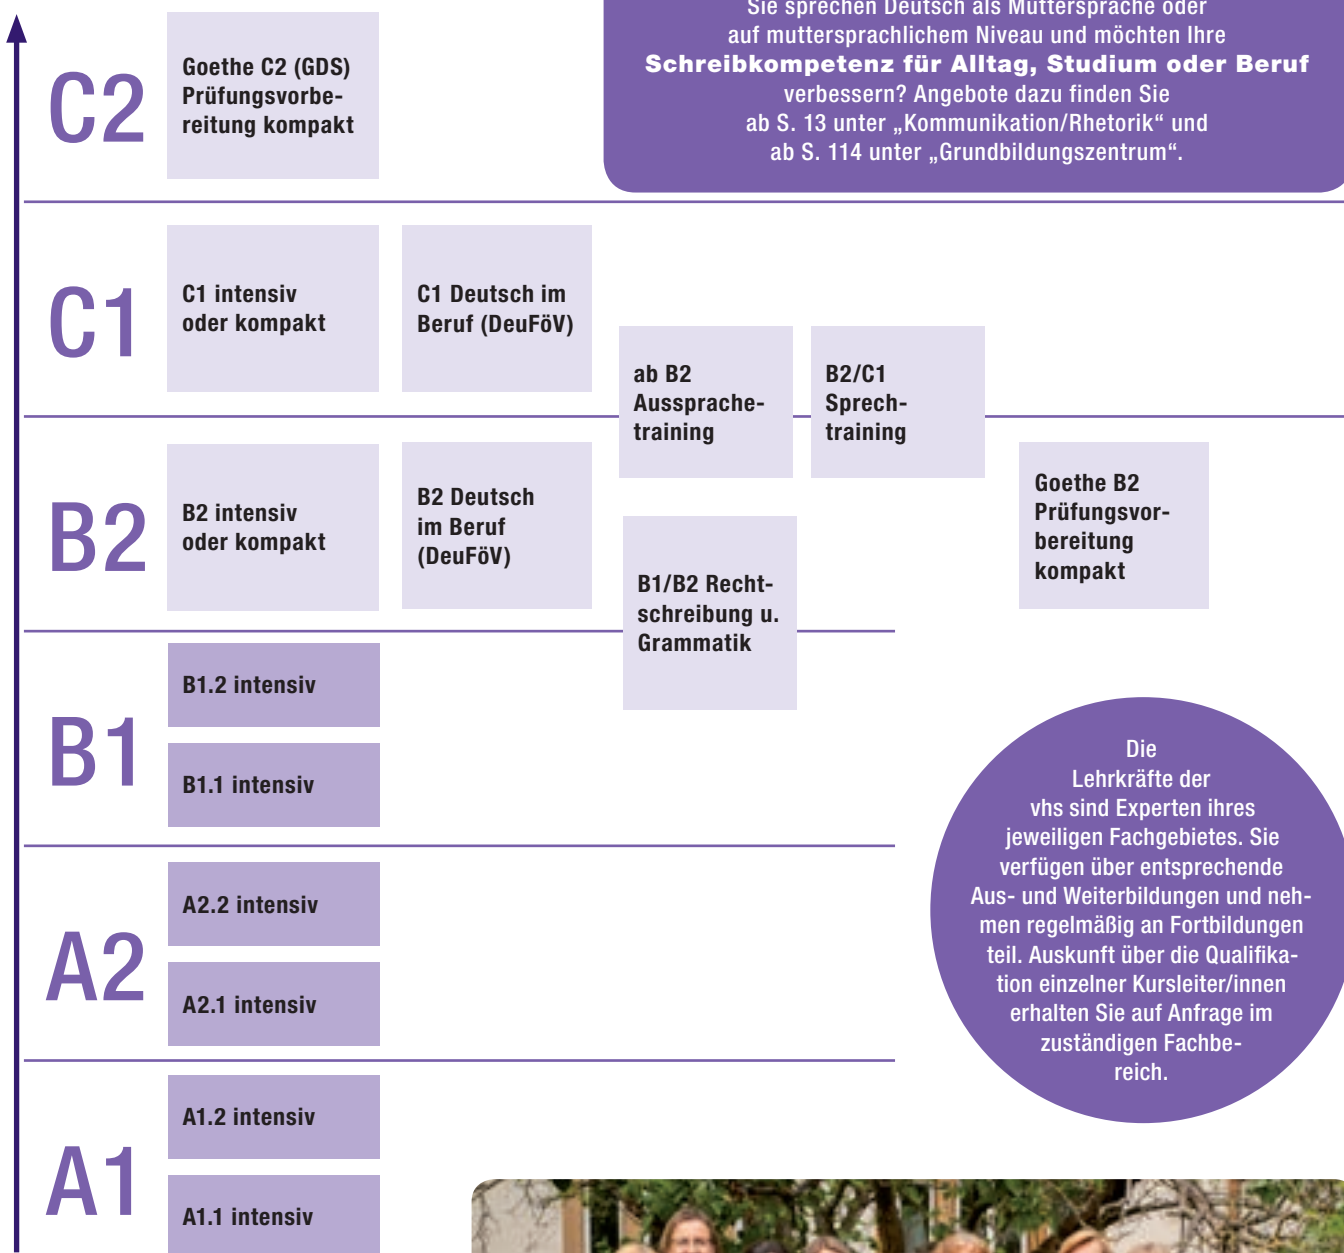 Sie sprechen Deutsch als Muttersprache oder
auf muttersprachlichem Niveau und möchten Ihre
Schreibkompetenz für Alltag, Studium oder Beruf
verbessern? Angebote dazu finden Sie
ab S. 13 unter „Kommunikation/Rhetorik“ und
ab S. 114 unter „Grundbildungszentrum“.
C2
Goethe C2 (GDS)
Prüfungsvorbe-
reitung kompakt
C1
C1 intensiv
oder kompakt
C1 Deutsch im
Beruf (DeuFöV)
ab B2
Aussprache-
training
B2/C1
Sprech-
training
B2
B2 intensiv
oder kompakt
B2 Deutsch
im Beruf
(DeuFöV)
B1/B2 Recht-
schreibung u.
Grammatik
Goethe B2
Prüfungsvor-
bereitung
kompakt
B1
B1.2 intensiv
B1.1 intensiv
Die
Lehrkräfte der
vhs sind Experten ihres
jeweiligen Fachgebietes. Sie
verfügen über entsprechende
Aus- und Weiterbildungen und neh-
men regelmäßig an Fortbildungen
teil. Auskunft über die Qualifika-
tion einzelner Kursleiter/innen
erhalten Sie auf Anfrage im
zuständigen Fachbe-
reich.
A2
A2.2 intensiv
A2.1 intensiv
A1
A1.2 intensiv
A1.1 intensiv